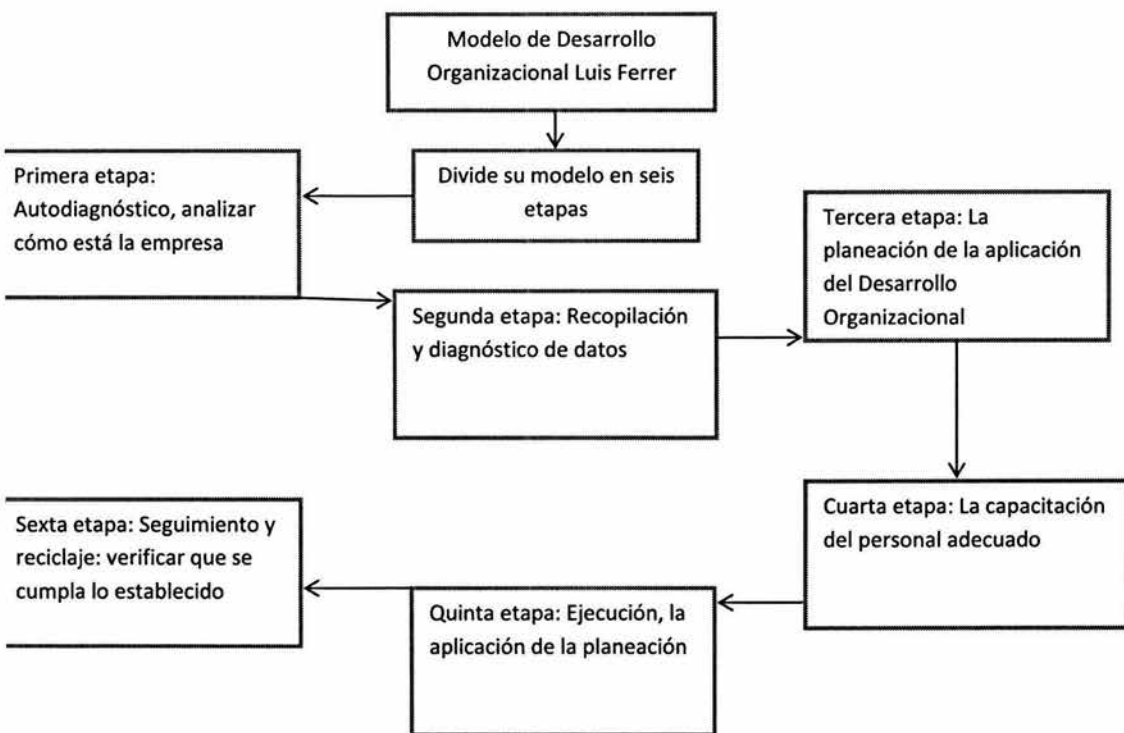 Modelo de Desarrollo
Organizacional Luis Ferrer
Divide su modelo en seis
etapas
Primera etapa:
Autodiagnóstico, analizar
cómo está la empresa
Segunda etapa: Recopilación
y diagnóstico de datos
Tercera etapa: La
planeación de la aplicación
del Desarrollo
Organizacional
Cuarta etapa: La capacitación
del personal adecuado
Quinta etapa: Ejecución, la
aplicación de la planeación
Sexta etapa: Seguimiento y
reciclaje: verificar que se
cumpla lo establecido